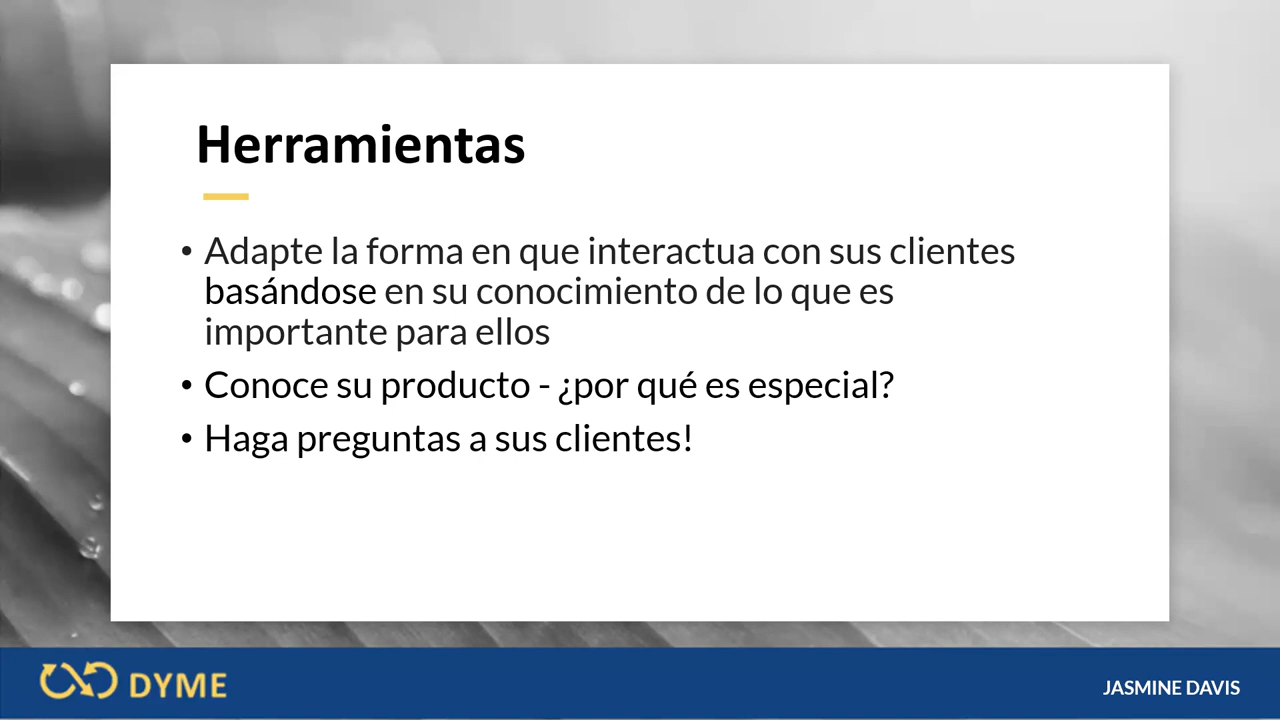 Herramientas
• Adapte la forma en que interactua con sus clientes
basándose en su conocimiento de lo que es
importante para ellos
• Conoce su producto - ¿por qué es especial?
• Haga preguntas a sus clientes!
DYME
JASMINE DAVIS